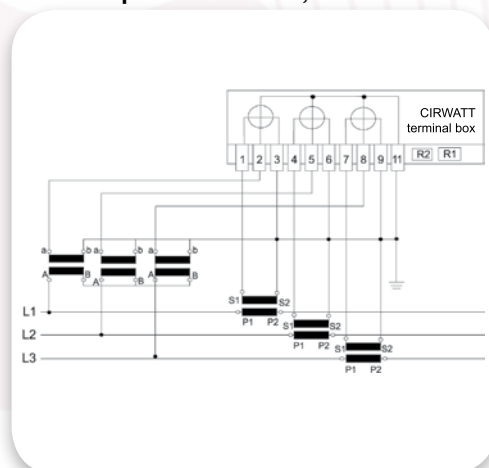 CIRWATT
terminal box
1 2 3 4 5 6 7 8 9 11 R2 R1
a b a b a b
A B A B A B
S1 S2
L1 P1 P2
S1 S2
L2 P1 P2
S1 S2
L3 P1 P2